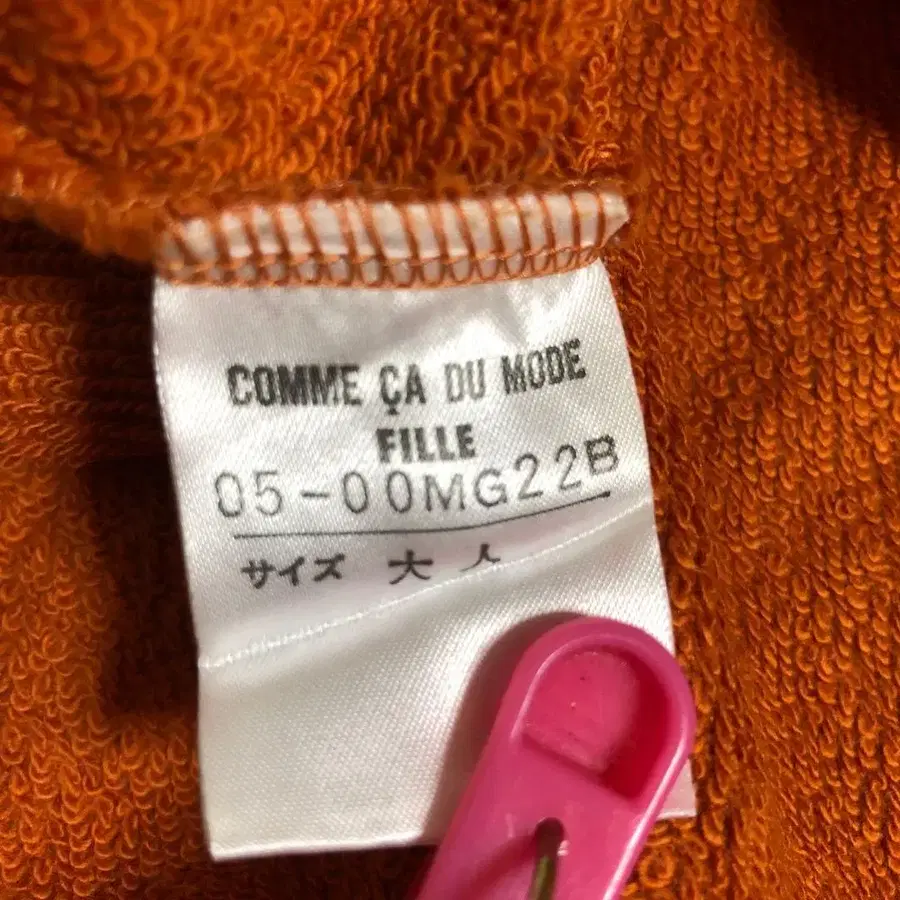 COMME ÇA DU MODE
FILLE
05-00MG22B
サイズ 大人